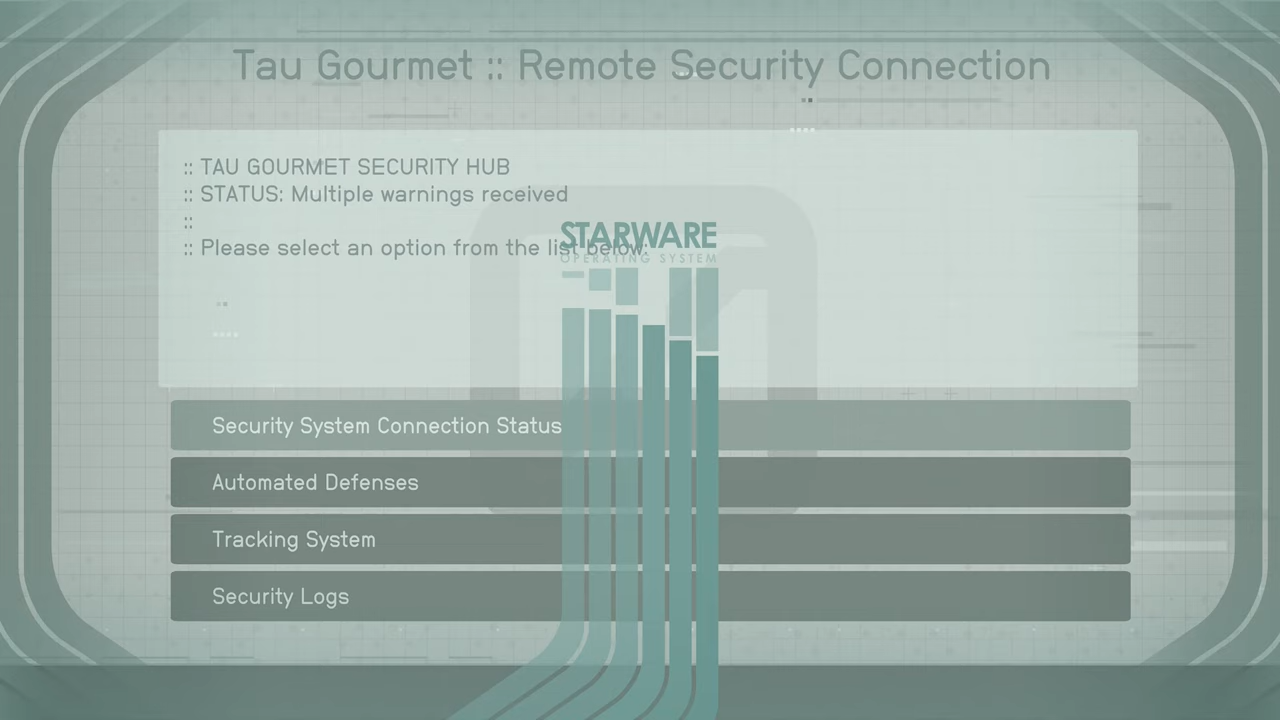 Tau Gourmet :: Remote Security Connection
:: TAU GOURMET SECURITY HUB
:: STATUS: Multiple warnings received
::
:: Please select an option from the list below:
STARWARE
OPERATING SYSTEM
Security System Connection Status
Automated Defenses
Tracking System
Security Logs